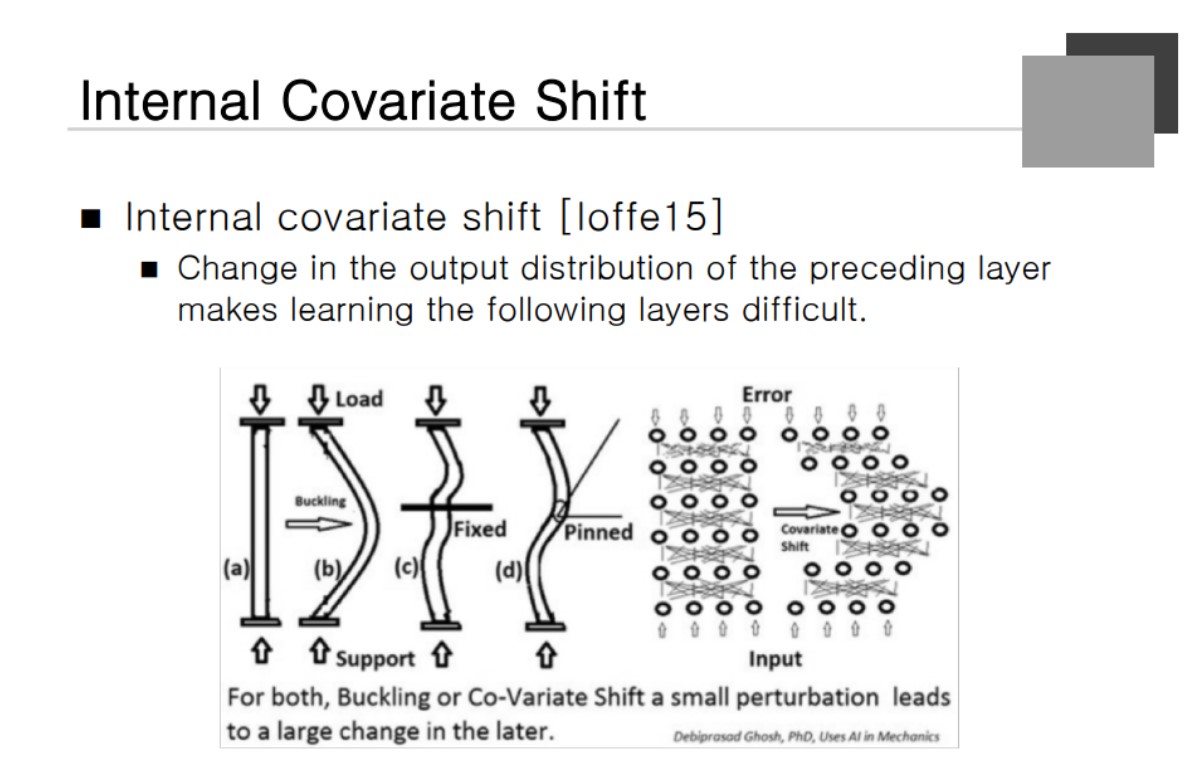 Internal Covariate Shift
■ Internal covariate shift [Ioffe15]
■ Change in the output distribution of the preceding layer
makes learning the following layers difficult.
Load
Error
Buckling
Fixed
Pinned
Covariate
Shift
(a)
(b)
(c)
(d)
Support
Input
For both, Buckling or Co-Variate Shift a small perturbation leads
to a large change in the later.
Debiprasad Ghosh, PhD, Uses AI in Mechanics